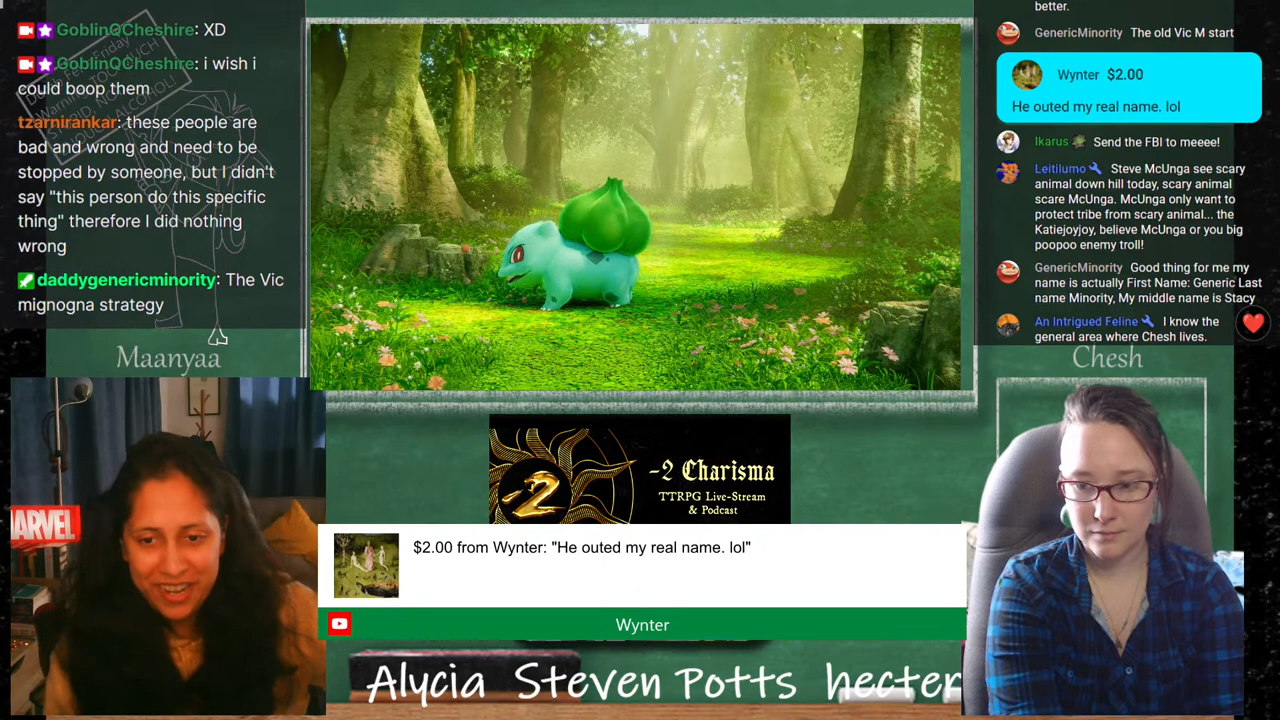 GoblinQCheshire: XD
GoblinQCheshire: i wish i
could boop them
tzarnirankar: these people are
bad and wrong and need to be
stopped by someone, but I didn't
say "this person do this specific
thing" therefore I did nothing
wrong
daddygenericminority: The Vic
mignogna strategy
Maanyaa
MARVEL
better.
GenericMinority The old Vic M start
Wynter $2.00
He outed my real name. lol
Ikarus Send the FBI to meeee!
Leitilumo Steve McUnga see scary
animal down hill today, scary animal
scare McUnga. McUnga only want to
protect tribe from scary animal... the
Katiejoyjoy, believe McUnga or you big
poopoo enemy troll!
GenericMinority Good thing for me my
name is actually First Name: Generic Last
name Minority, My middle name is Stacy
An Intrigued Feline I know the
general area where Chesh lives.
Chesh
-2
-2 Charisma
TTRPG Live-Stream
& Podcast
$2.00 from Wynter: "He outed my real name. lol"
Wynter
Alycia Steven Potts hecter